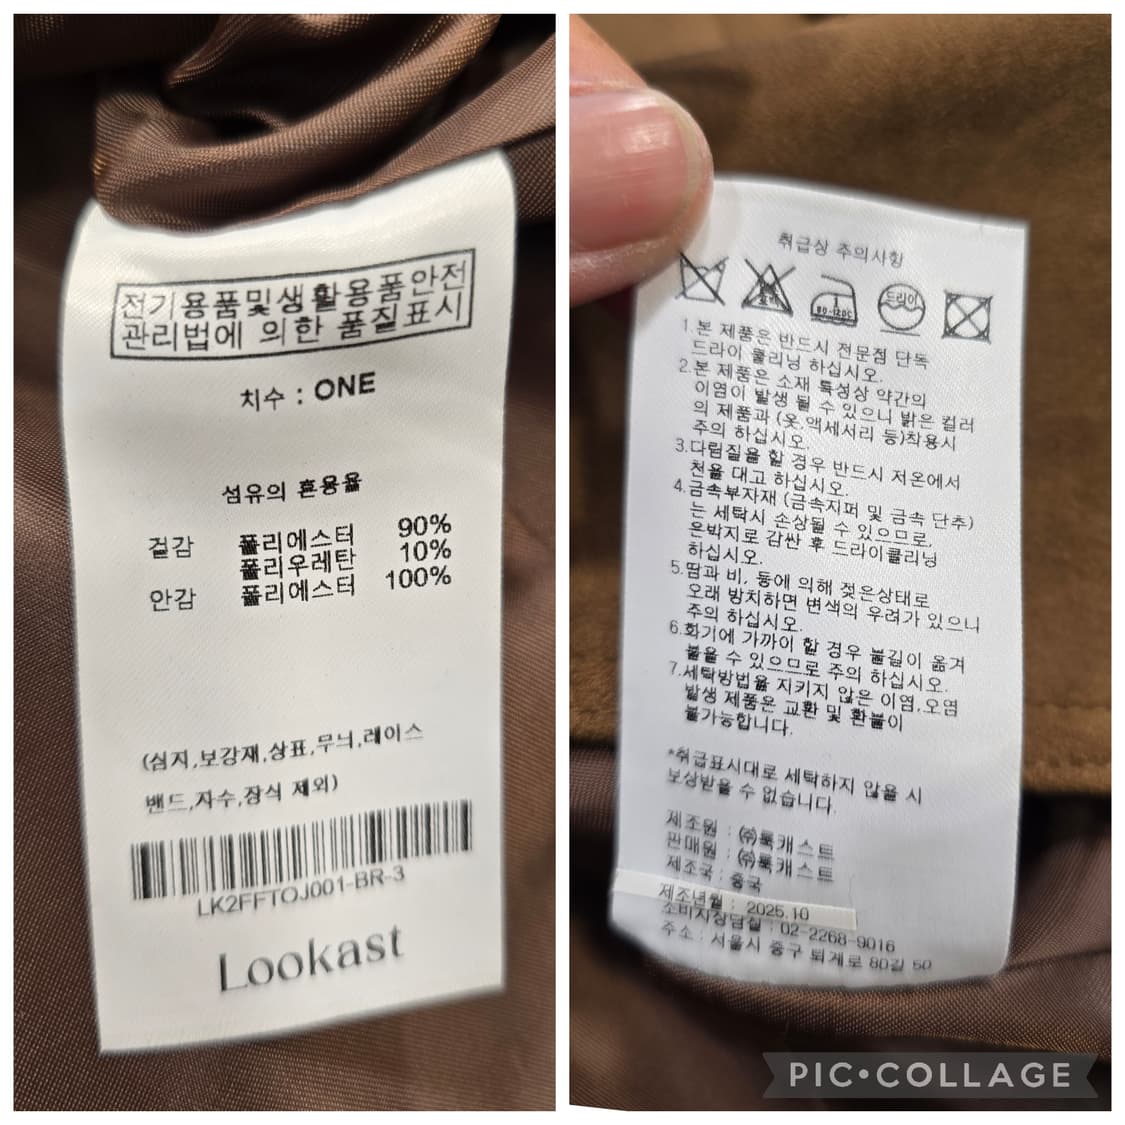 전기용품및생활용품안전
관리법에 의한 품질표시
치수 : ONE
섬유의 혼용율
겉감 폴리에스터 90%
폴리우레탄 10%
안감 폴리에스터 100%
(심지,보강재,상표,무늬,레이스
밴드,자수,장식 제외)
LK2FFTOJ001-BR-3
Lookast
취급상 주의사항
80-120C
드라이
1.본 제품은 반드시 전문점 단독
드라이 클리닝 하십시오.
2.본 제품은 소재 특성상 약간의
이염이 발생 될 수 있으니 밝은 컬러
의 제품과 (옷,액세서리 등)착용시
주의 하십시오.
3.다림질을 할 경우 반드시 저온에서
천을 대고 하십시오.
4.금속부자재 (금속지퍼 및 금속 단추)
는 세탁시 손상될 수 있으므로,
은박지로 감싼 후 드라이클리닝
하십시오.
5.땀과 비, 등에 의해 젖은상태로
오래 방치하면 변색의 우려가 있으니
주의 하십시오.
6.화기에 가까이 할 경우 불길이 옮겨
붙을 수 있으므로 주의 하십시오.
7.세탁방법을 지키지 않은 이염,오염
발생 제품은 교환 및 환불이
불가능합니다.
*취급표시대로 세탁하지 않을 시
보상받을 수 없습니다.
제조원 : ㈜룩캐스트
판매원 : ㈜룩캐스트
제조국 : 중국
제조년월 : 2025.10
소비자상담실 : 02-2268-9016
주소 : 서울시 중구 퇴계로 80길 50
PIC•COLLAGE